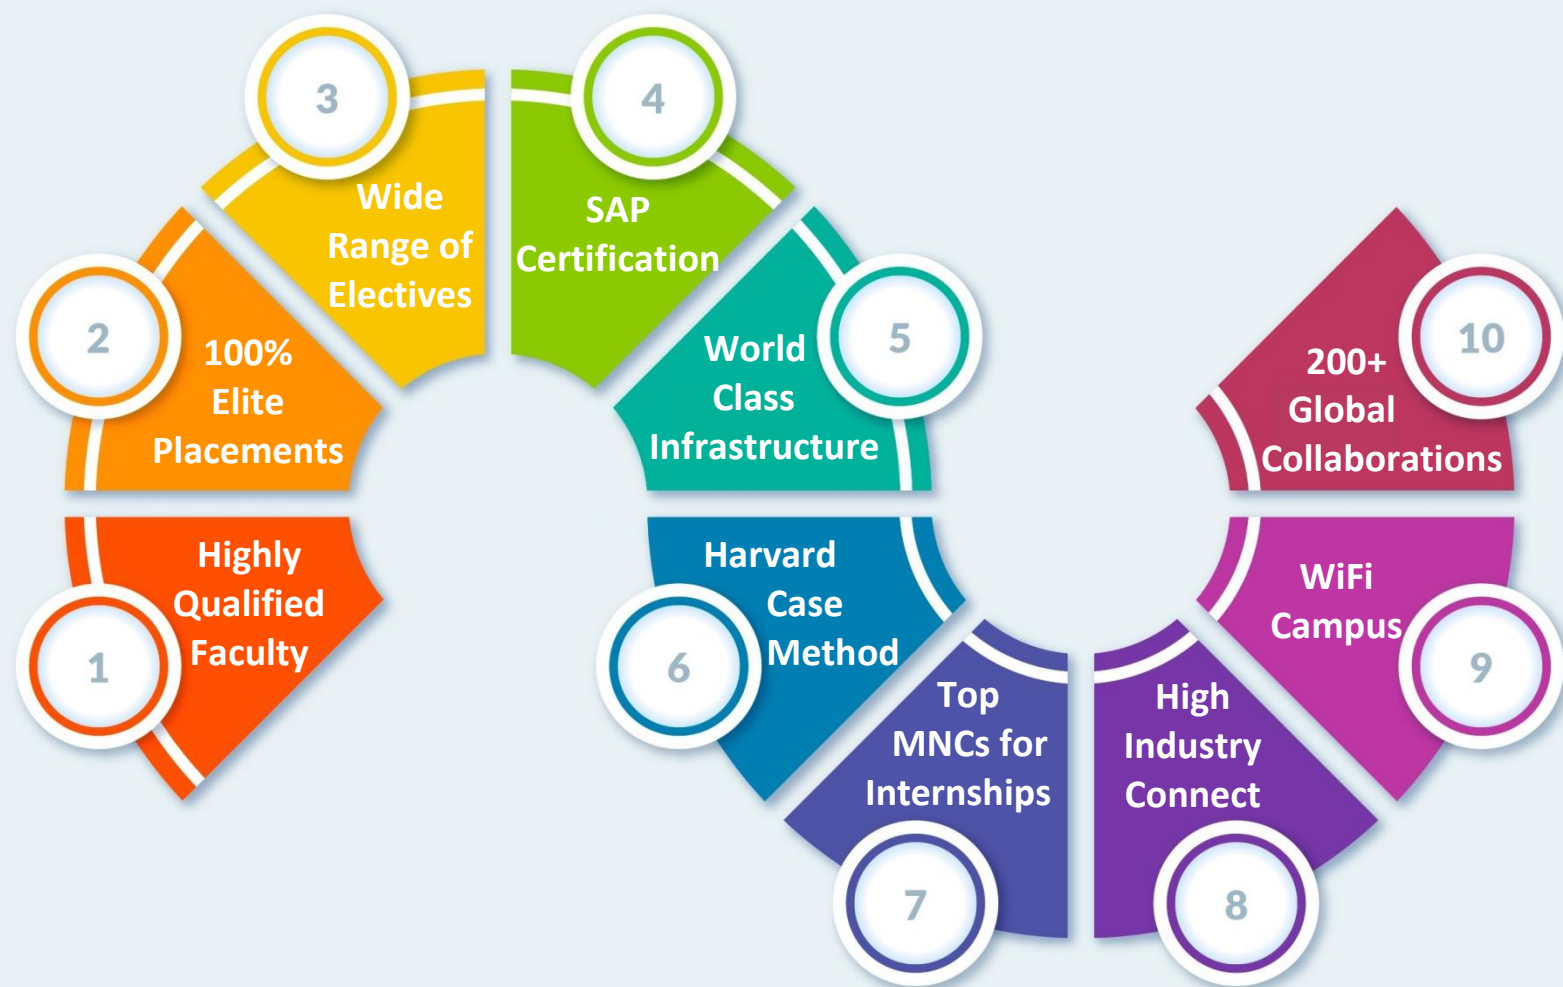 1
Highly
Qualified
Faculty
2
100%
Elite
Placements
3
Wide
Range of
Electives
4
SAP
Certification
5
World
Class
Infrastructure
6
Harvard
Case
Method
7
Top
MNCs for
Internships
8
High
Industry
Connect
9
WiFi
Campus
10
200+
Global
Collaborations